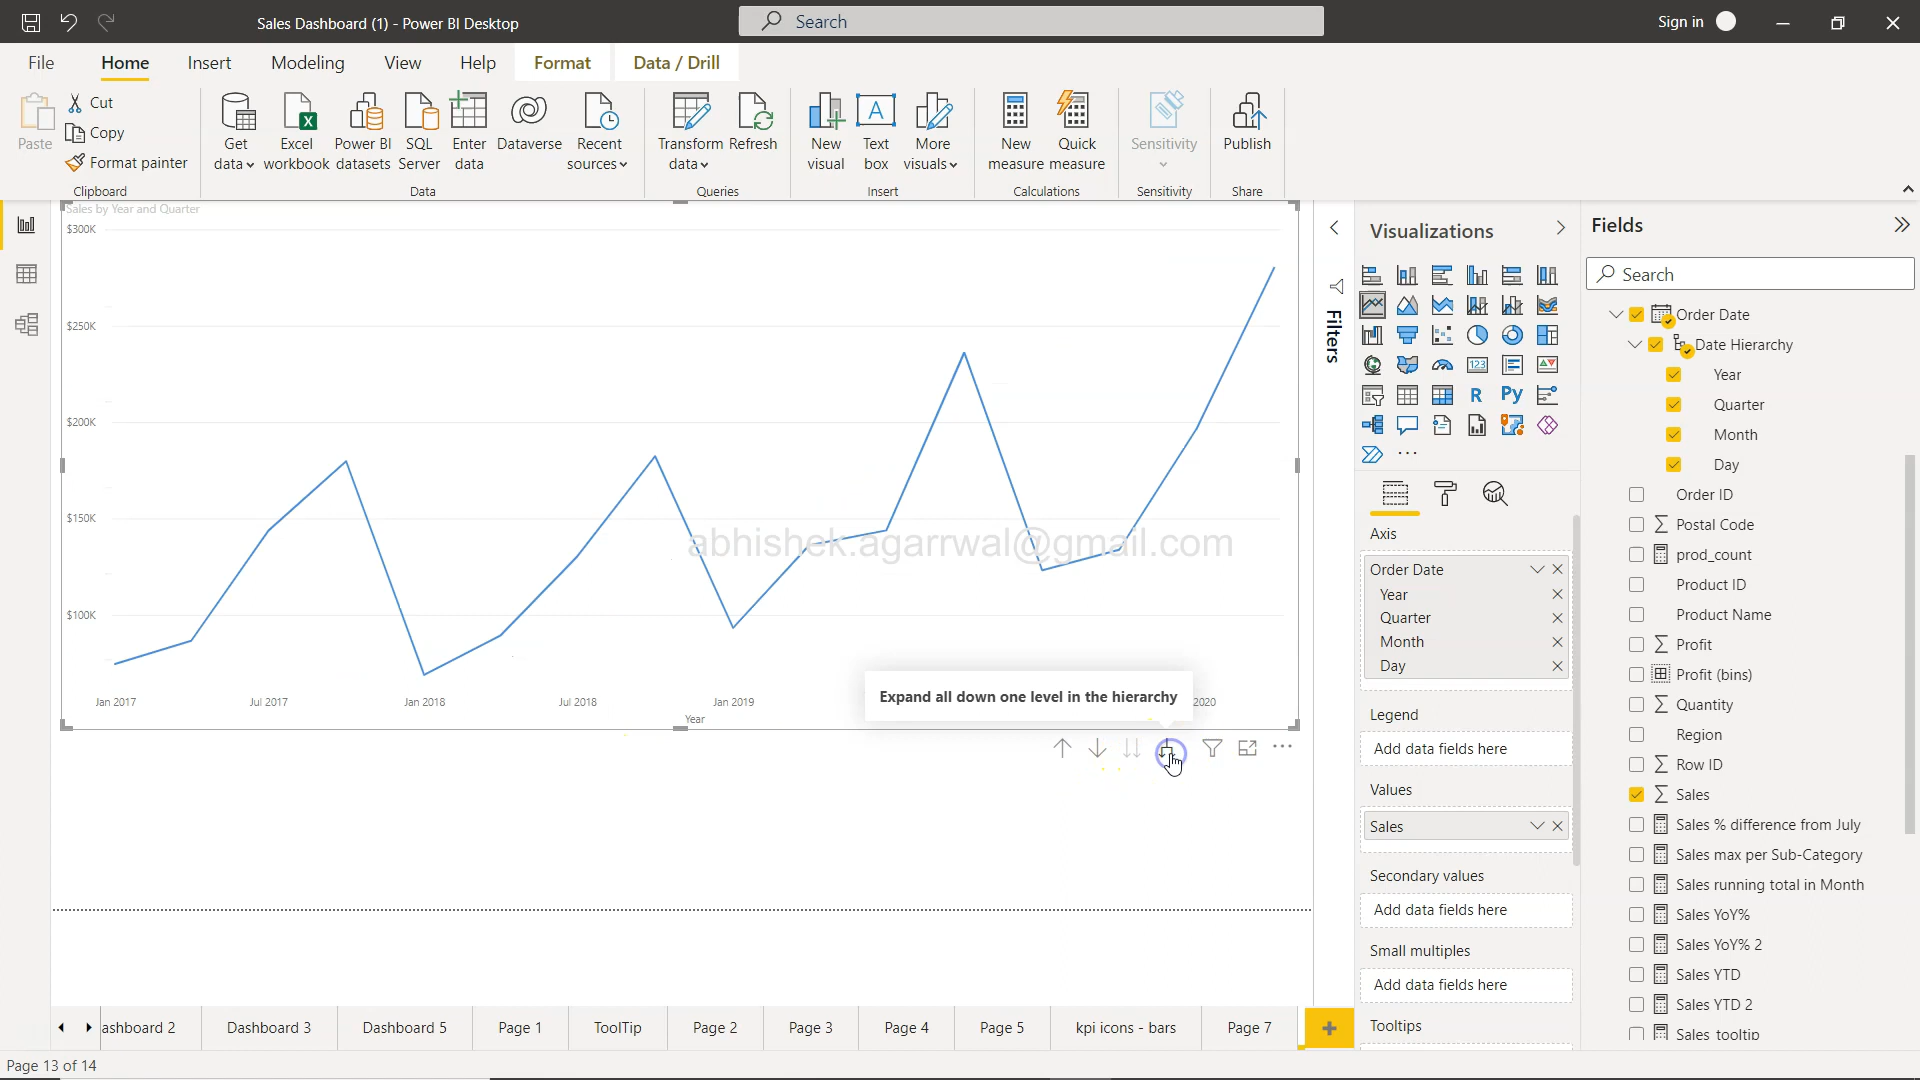 Sales Dashboard (1) - Power BI Desktop
Search
Sign in
File
Home
Insert
Modeling
View
Help
Format
Data / Drill
Paste
Cut
Copy
Format painter
Clipboard
Get data
Excel workbook
Power BI datasets
SQL Server
Enter data
Dataverse
Recent sources
Data
Transform data
Refresh
Queries
New visual
Text box
More visuals
Insert
New measure
Quick measure
Calculations
Sensitivity
Sensitivity
Publish
Share
Sales by Year and Quarter
$300K
$250K
$200K
$150K
$100K
abhishek.agarrwal@gmail.com
Jan 2017
Jul 2017
Jan 2018
Jul 2018
Jan 2019
2020
Year
Expand all down one level in the hierarchy
Filters
Visualizations
R
Py
123
Axis
Order Date
Year
Quarter
Month
Day
Legend
Add data fields here
Values
Sales
Secondary values
Add data fields here
Small multiples
Add data fields here
Tooltips
Fields
Search
Order Date
Date Hierarchy
Year
Quarter
Month
Day
Order ID
Postal Code
prod_count
Product ID
Product Name
Profit
Profit (bins)
Quantity
Region
Row ID
Sales
Sales % difference from July
Sales max per Sub-Category
Sales running total in Month
Sales YoY%
Sales YoY% 2
Sales YTD
Sales YTD 2
Sales tooltip
ashboard 2
Dashboard 3
Dashboard 5
Page 1
ToolTip
Page 2
Page 3
Page 4
Page 5
kpi icons - bars
Page 7
Page 13 of 14